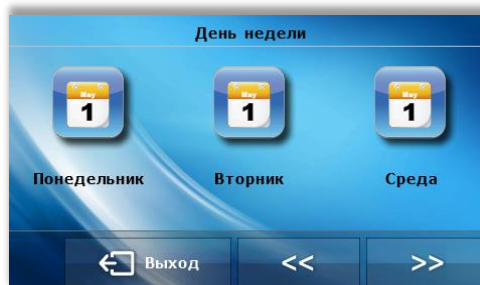 День недели
May May May
1 1 1
Понедельник Вторник Среда
Выход << >>